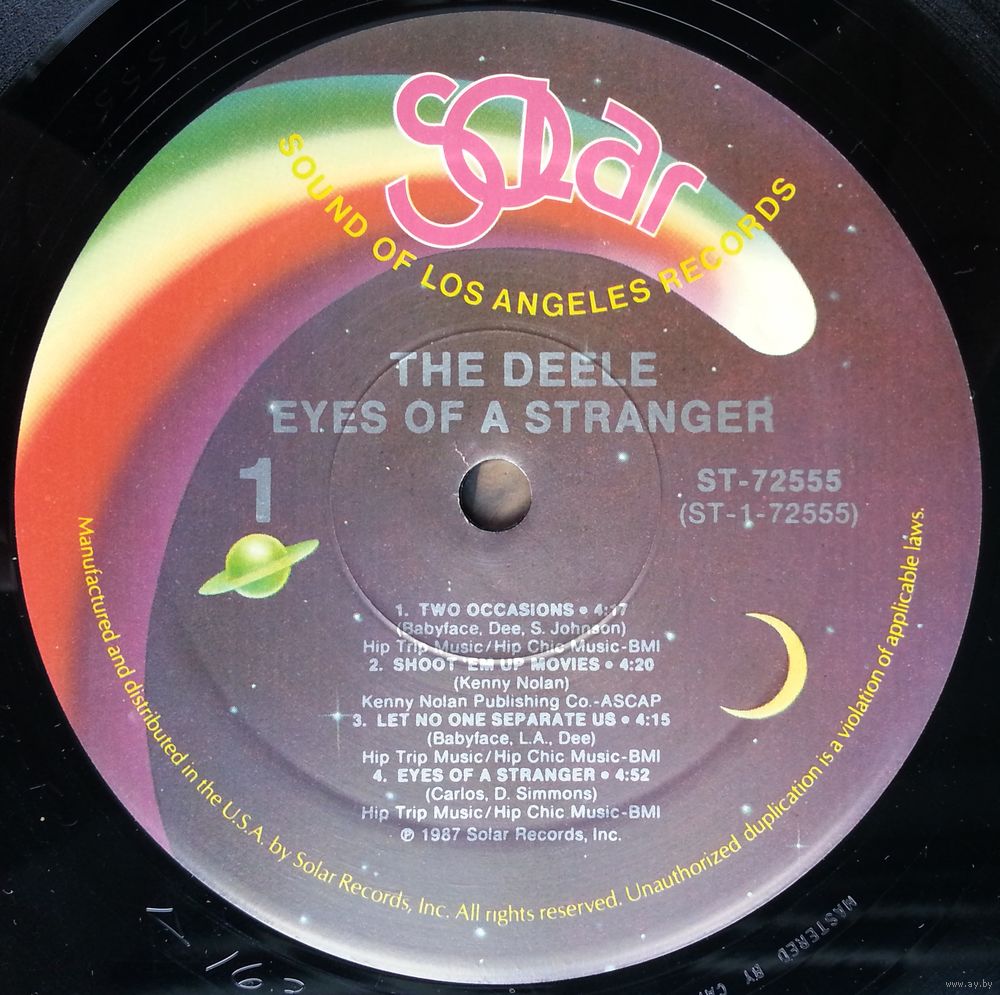 SOLAR
SOUND OF LOS ANGELES RECORDS
THE DEELE
EYES OF A STRANGER
1
ST-72555
(ST-1-72555)
1. TWO OCCASIONS • 4:17
(Babyface, Dee, S. Johnson)
Hip Trip Music/Hip Chic Music-BMI
2. SHOOT 'EM UP MOVIES • 4:20
(Kenny Nolan)
Kenny Nolan Publishing Co.-ASCAP
3. LET NO ONE SEPARATE US • 4:15
(Babyface, L.A., Dee)
Hip Trip Music/Hip Chic Music-BMI
4. EYES OF A STRANGER • 4:52
(Carlos, D. Simmons)
Hip Trip Music/Hip Chic Music-BMI
℗ 1987 Solar Records, Inc.
Manufactured and distributed in the U.S.A. by Solar Records, Inc. All rights reserved. Unauthorized duplication is a violation of applicable laws.
MASTERED BY
www.ay.by